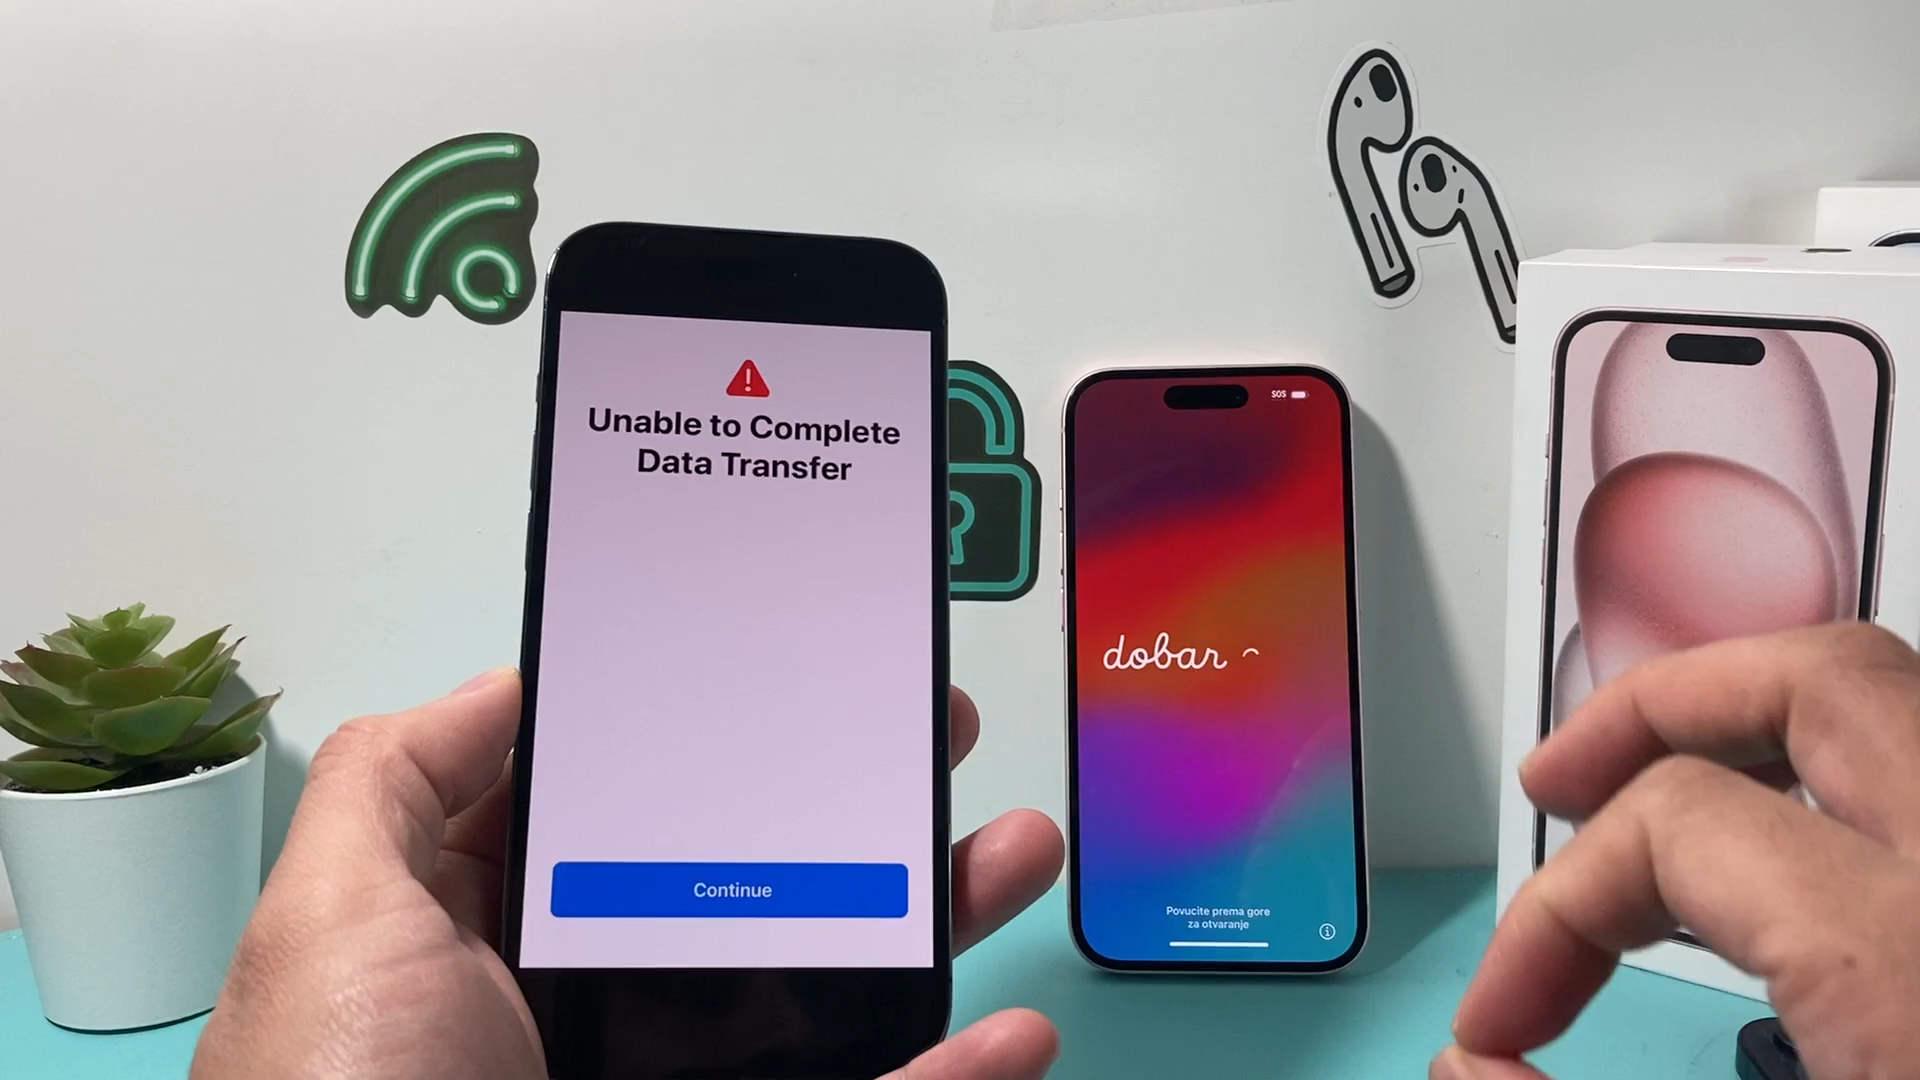 Unable to Complete
Data Transfer
Continue
SOS
dobar
Povucite prema gore
za otvaranje